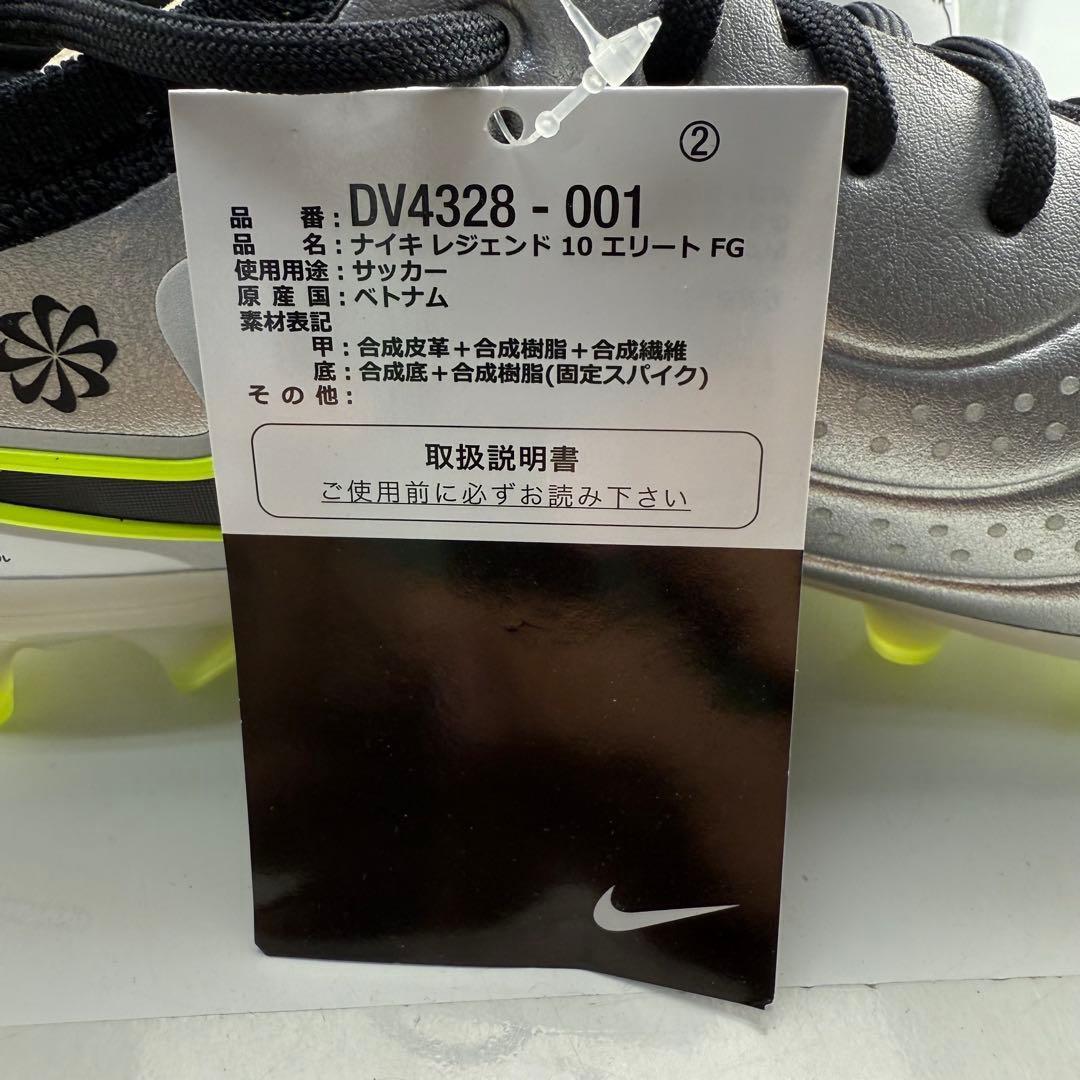 ②
品番:DV4328-001
品名:ナイキ レジェンド 10 エリート FG
使用用途:サッカー
原産国:ベトナム
素材表記
甲:合成皮革+合成樹脂+合成繊維
底:合成底+合成樹脂(固定スパイク)
その他:
取扱説明書
ご使用前に必ずお読み下さい